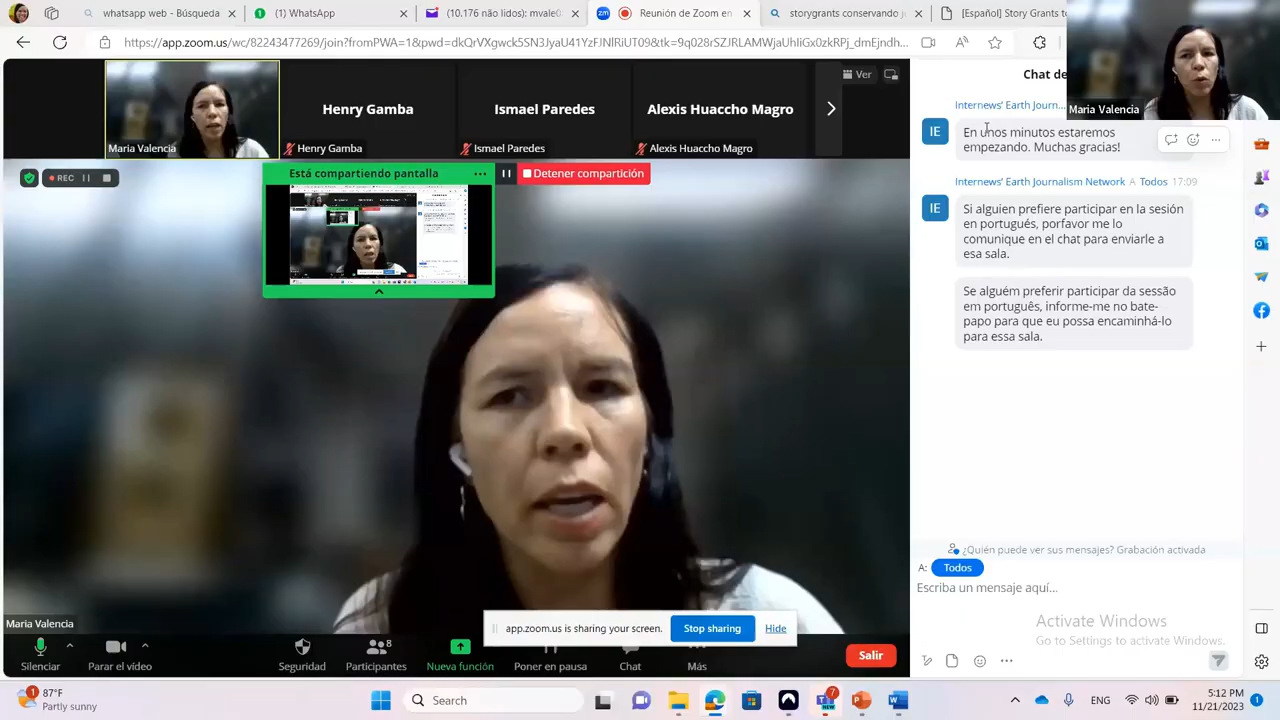 whatsapp web - Búsqueda
(1) WhatsApp
(10.176 não lidos): mvale
Reunión de Zoom en
storygrants conservando
[Español] Story Grants te
https://app.zoom.us/wc/82243477269/join?fromPWA=1&pwd=
Maria Valencia
Henry Gamba
Henry Gamba
Ismael Paredes
Ismael Paredes
Alexis Huaccho Magro
Alexis Huaccho Magro
Ver
REC
Está compartiendo pantalla
Detener compartición
Maria Valencia
app.zoom.us is sharing your screen.
Stop sharing
Hide
Silenciar
Parar el vídeo
Seguridad
8
Participantes
Nueva función
Poner en pausa
Chat
Más
Salir
Chat de
Maria Valencia
Internews' Earth Journ...
IE
En unos minutos estaremos
empezando. Muchas gracias!
Internews' Earth Journalism Network A Todos 17:09
IE
Si alguien prefiere participar en la sesión
en portugués, porfavor me lo
comunique en el chat para enviarle a
esa sala.
Se alguém preferir participar da sessão
em português, informe-me no bate-
papo para que eu possa encaminhá-lo
para essa sala.
¿Quién puede ver sus mensajes? Grabación activada
A: Todos
Escriba un mensaje aquí...
Activate Windows
Go to Settings to activate Windows.
1
87°F
Partly sunny
Search
7
NEW
ENG
5:12 PM
11/21/2023
1